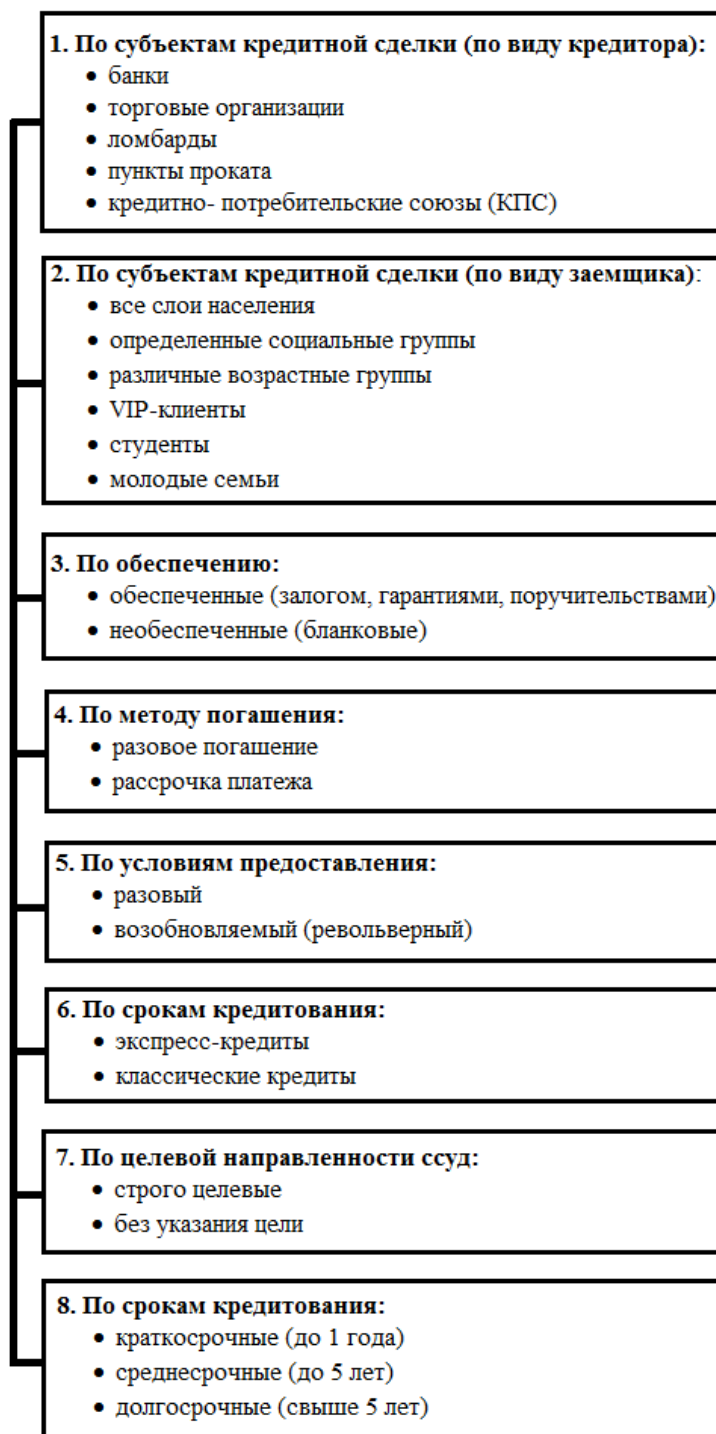 1. По субъектам кредитной сделки (по виду кредитора):
• банки
• торговые организации
• ломбарды
• пункты проката
• кредитно- потребительские союзы (КПС)
2. По субъектам кредитной сделки (по виду заемщика):
• все слои населения
• определенные социальные группы
• различные возрастные группы
• VIP-клиенты
• студенты
• молодые семьи
3. По обеспечению:
• обеспеченные (залогом, гарантиями, поручительствами)
• необеспеченные (бланковые)
4. По методу погашения:
• разовое погашение
• рассрочка платежа
5. По условиям предоставления:
• разовый
• возобновляемый (револьверный)
6. По срокам кредитования:
• экспресс-кредиты
• классические кредиты
7. По целевой направленности ссуд:
• строго целевые
• без указания цели
8. По срокам кредитования:
• краткосрочные (до 1 года)
• среднесрочные (до 5 лет)
• долгосрочные (свыше 5 лет)